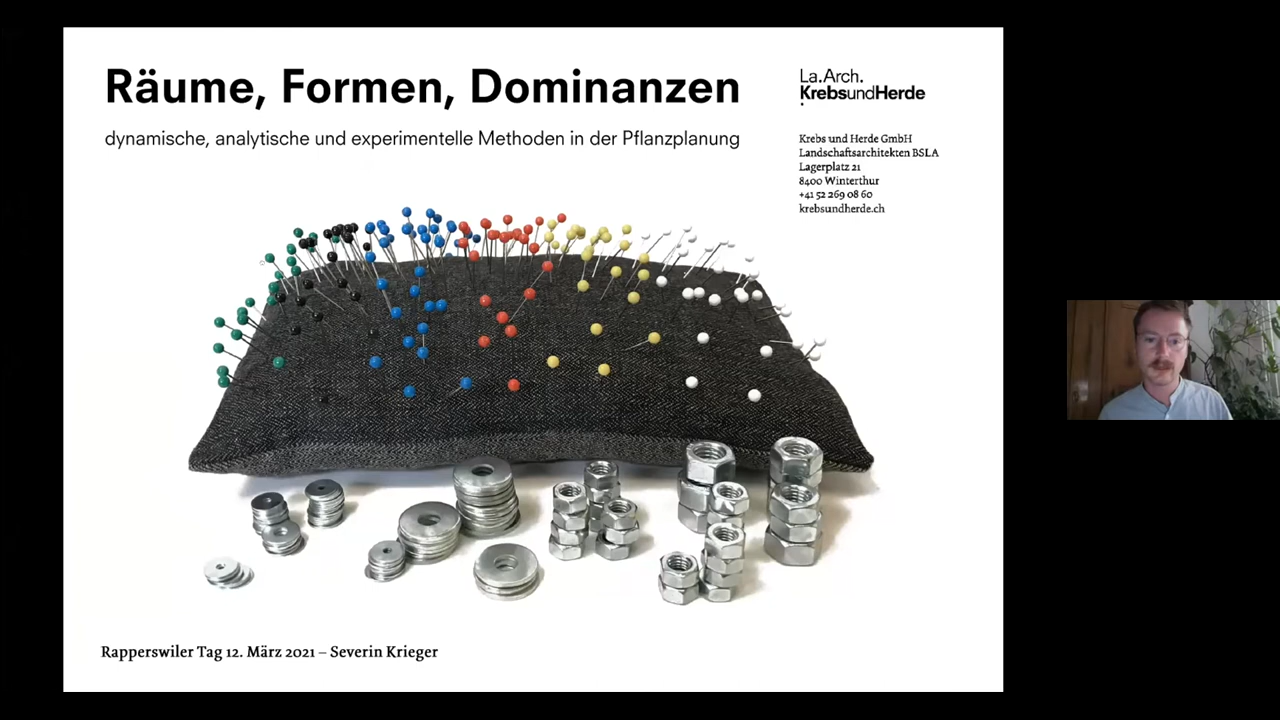 Räume, Formen, Dominanzen
dynamische, analytische und experimentelle Methoden in der Pflanzplanung
La.Arch.
KrebsundHerde
Krebs und Herde GmbH
Landschaftsarchitekten BSLA
Lagerplatz 21
8400 Winterthur
+41 52 269 08 60
krebsundherde.ch
Rapperswiler Tag 12. März 2021 – Severin Krieger